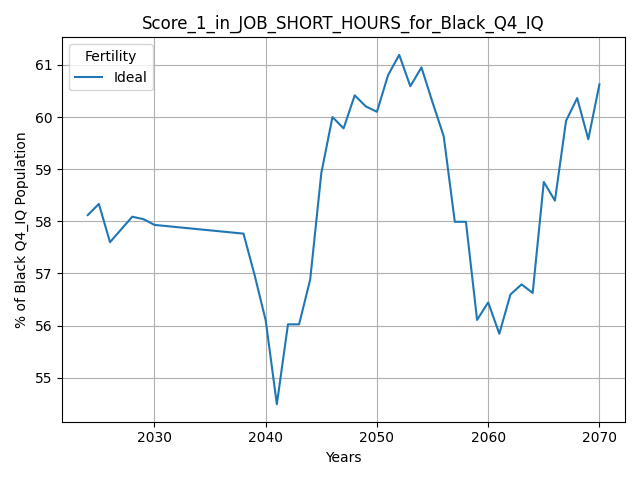 Score_1_in_JOB_SHORT_HOURS_for_Black_Q4_IQ
Fertility
Ideal
% of Black Q4_IQ Population
61
60
59
58
57
56
55
2030 2040 2050 2060 2070
Years